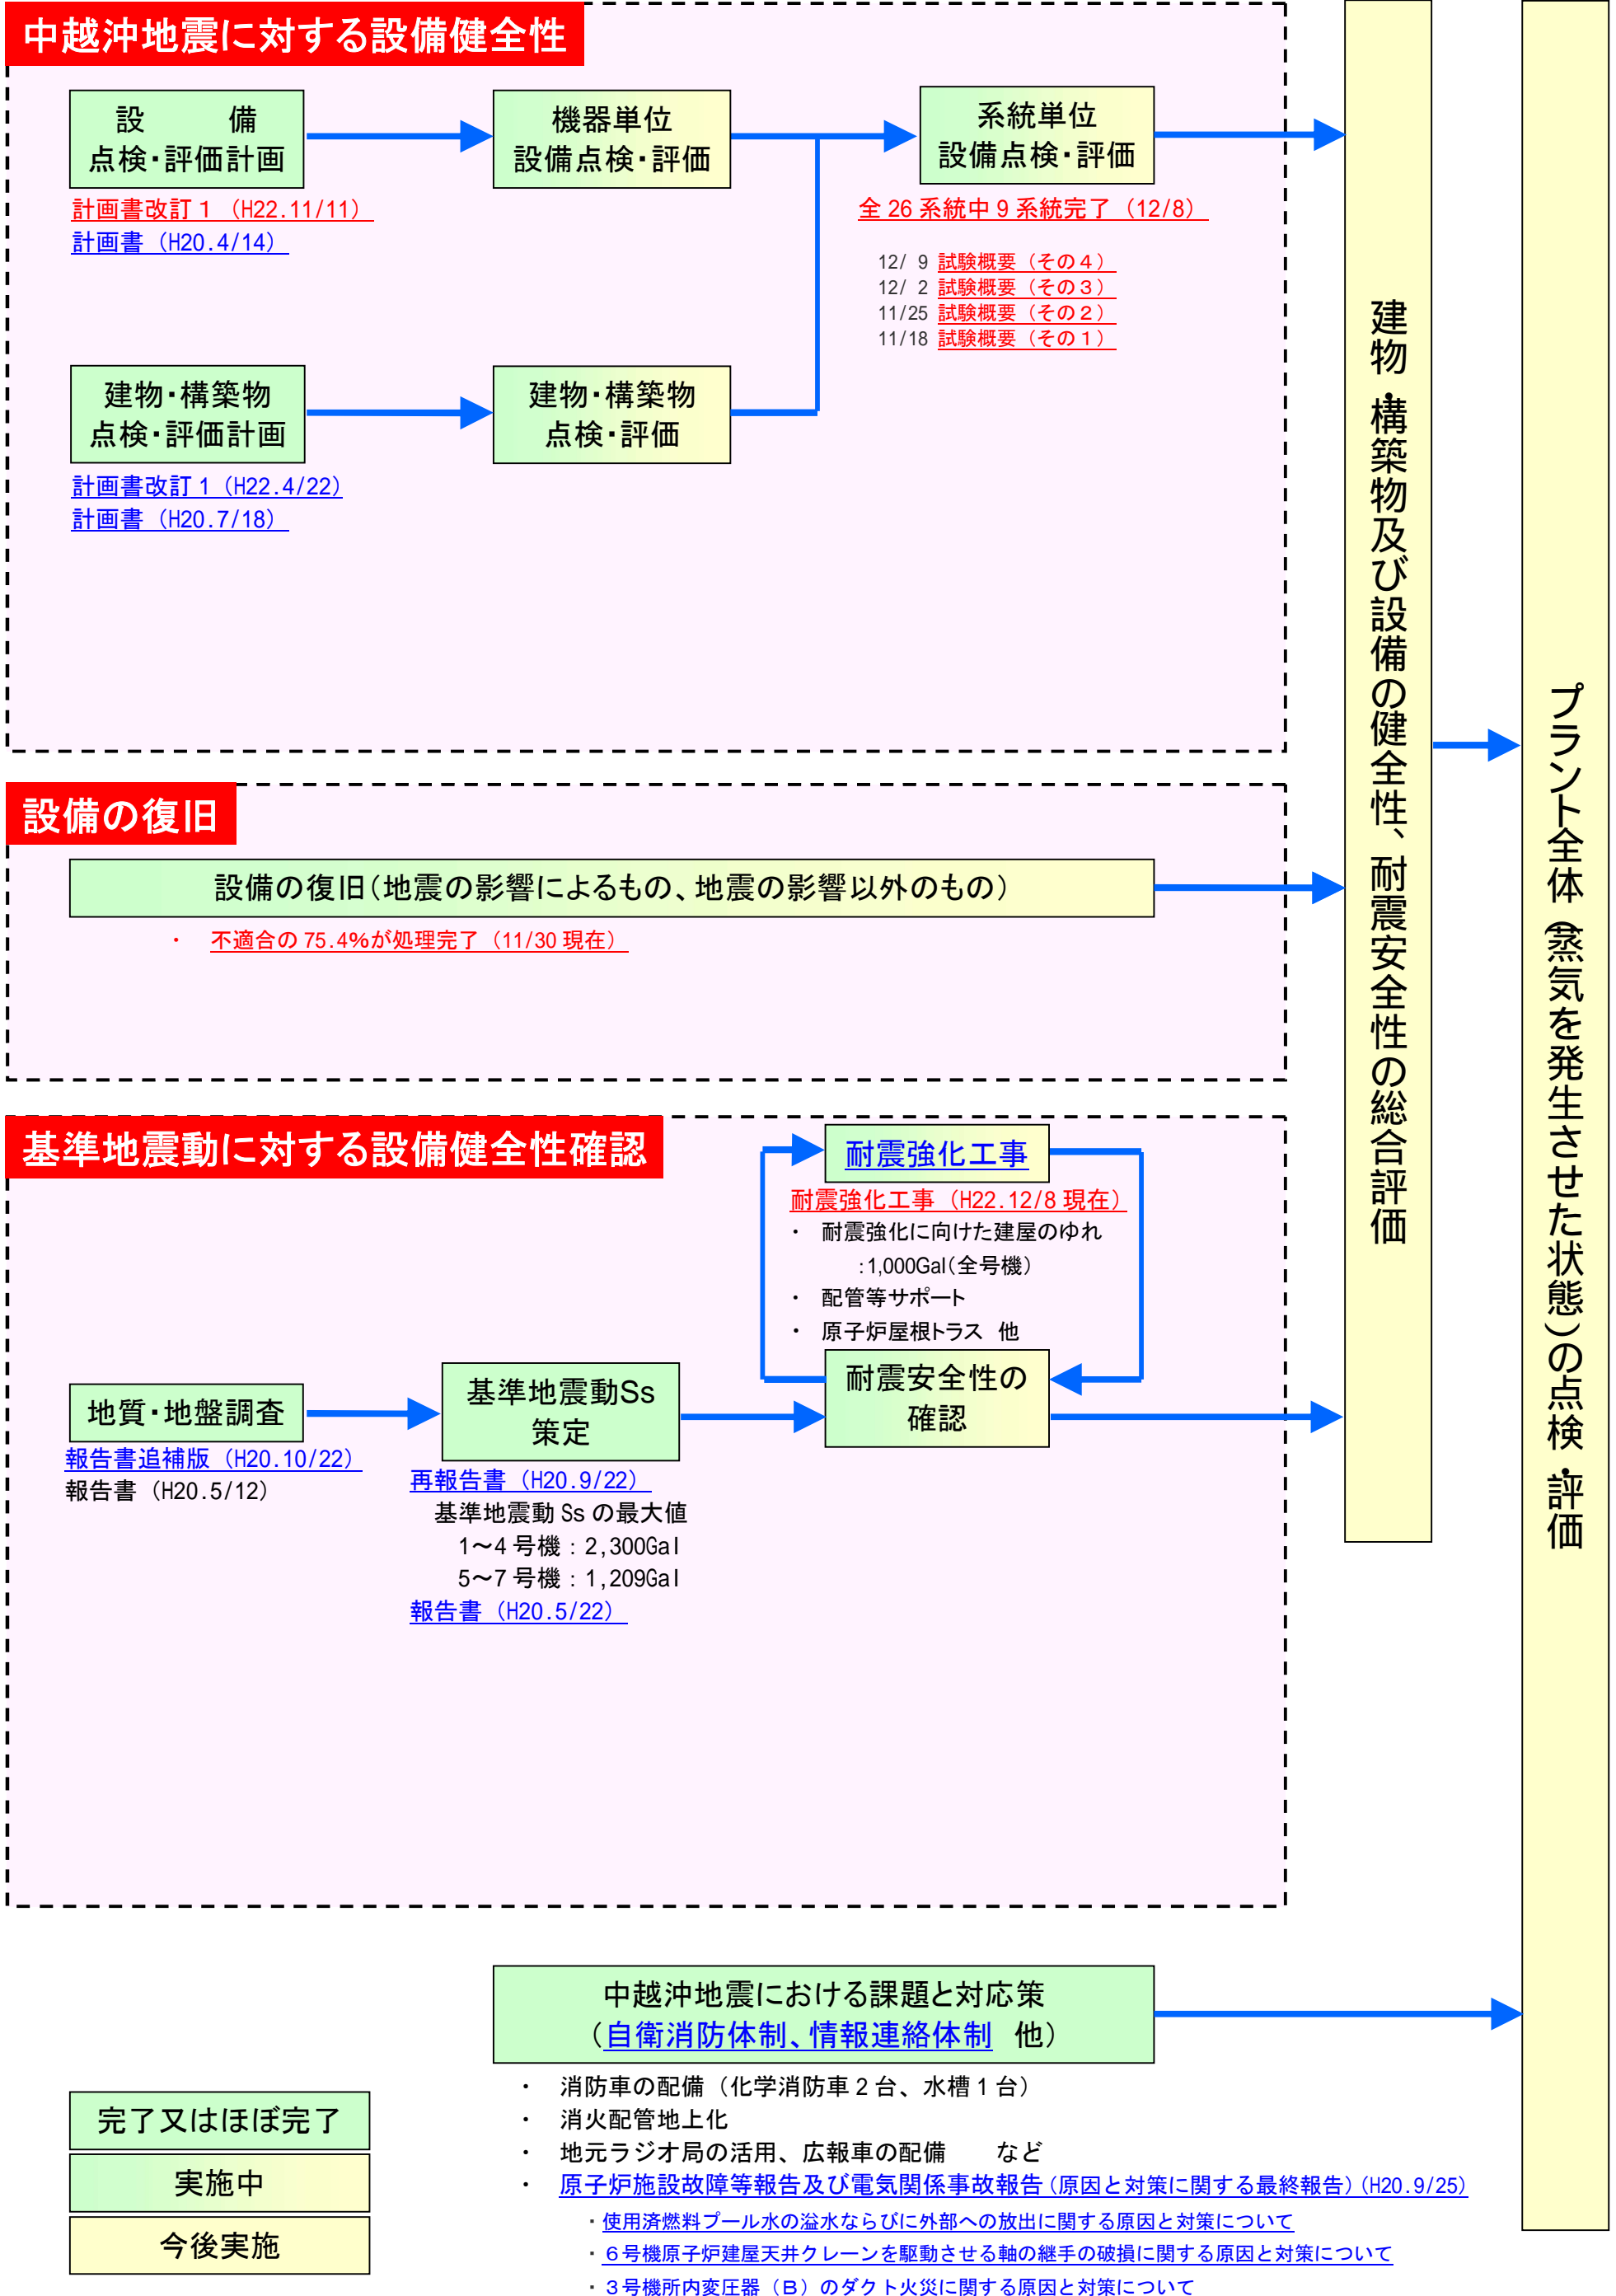 中越沖地震に対する設備健全性
設　　備
点検・評価計画
計画書改訂1（H22.11/11）
計画書（H20.4/14）
機器単位
設備点検・評価
系統単位
設備点検・評価
全26系統中9系統完了（12/8）
12/ 9 試験概要（その4）
12/ 2 試験概要（その3）
11/25 試験概要（その2）
11/18 試験概要（その1）
建物・構築物
点検・評価計画
計画書改訂1（H22.4/22）
計画書（H20.7/18）
建物・構築物
点検・評価
設備の復旧
設備の復旧（地震の影響によるもの、地震の影響以外のもの）
・ 不適合の75.4%が処理完了（11/30現在）
基準地震動に対する設備健全性確認
耐震強化工事
耐震強化工事（H22.12/8現在）
・ 耐震強化に向けた建屋のゆれ
：1,000Gal（全号機）
・ 配管等サポート
・ 原子炉屋根トラス 他
地質・地盤調査
報告書追補版（H20.10/22）
報告書（H20.5/12）
基準地震動Ss
策定
再報告書（H20.9/22）
基準地震動Ssの最大値
1～4号機：2,300Gal
5～7号機：1,209Gal
報告書（H20.5/22）
耐震安全性の
確認
建物・構築物及び設備の健全性、耐震安全性の総合評価
プラント全体（蒸気を発生させた状態）の点検・評価
中越沖地震における課題と対応策
（自衛消防体制、情報連絡体制 他）
・ 消防車の配備（化学消防車2台、水槽1台）
・ 消火配管地上化
・ 地元ラジオ局の活用、広報車の配備　　など
・ 原子炉施設故障等報告及び電気関係事故報告（原因と対策に関する最終報告）（H20.9/25）
・使用済燃料プール水の溢水ならびに外部への放出に関する原因と対策について
・6号機原子炉建屋天井クレーンを駆動させる軸の継手の破損に関する原因と対策について
・3号機所内変圧器（B）のダクト火災に関する原因と対策について
完了又はほぼ完了
実施中
今後実施